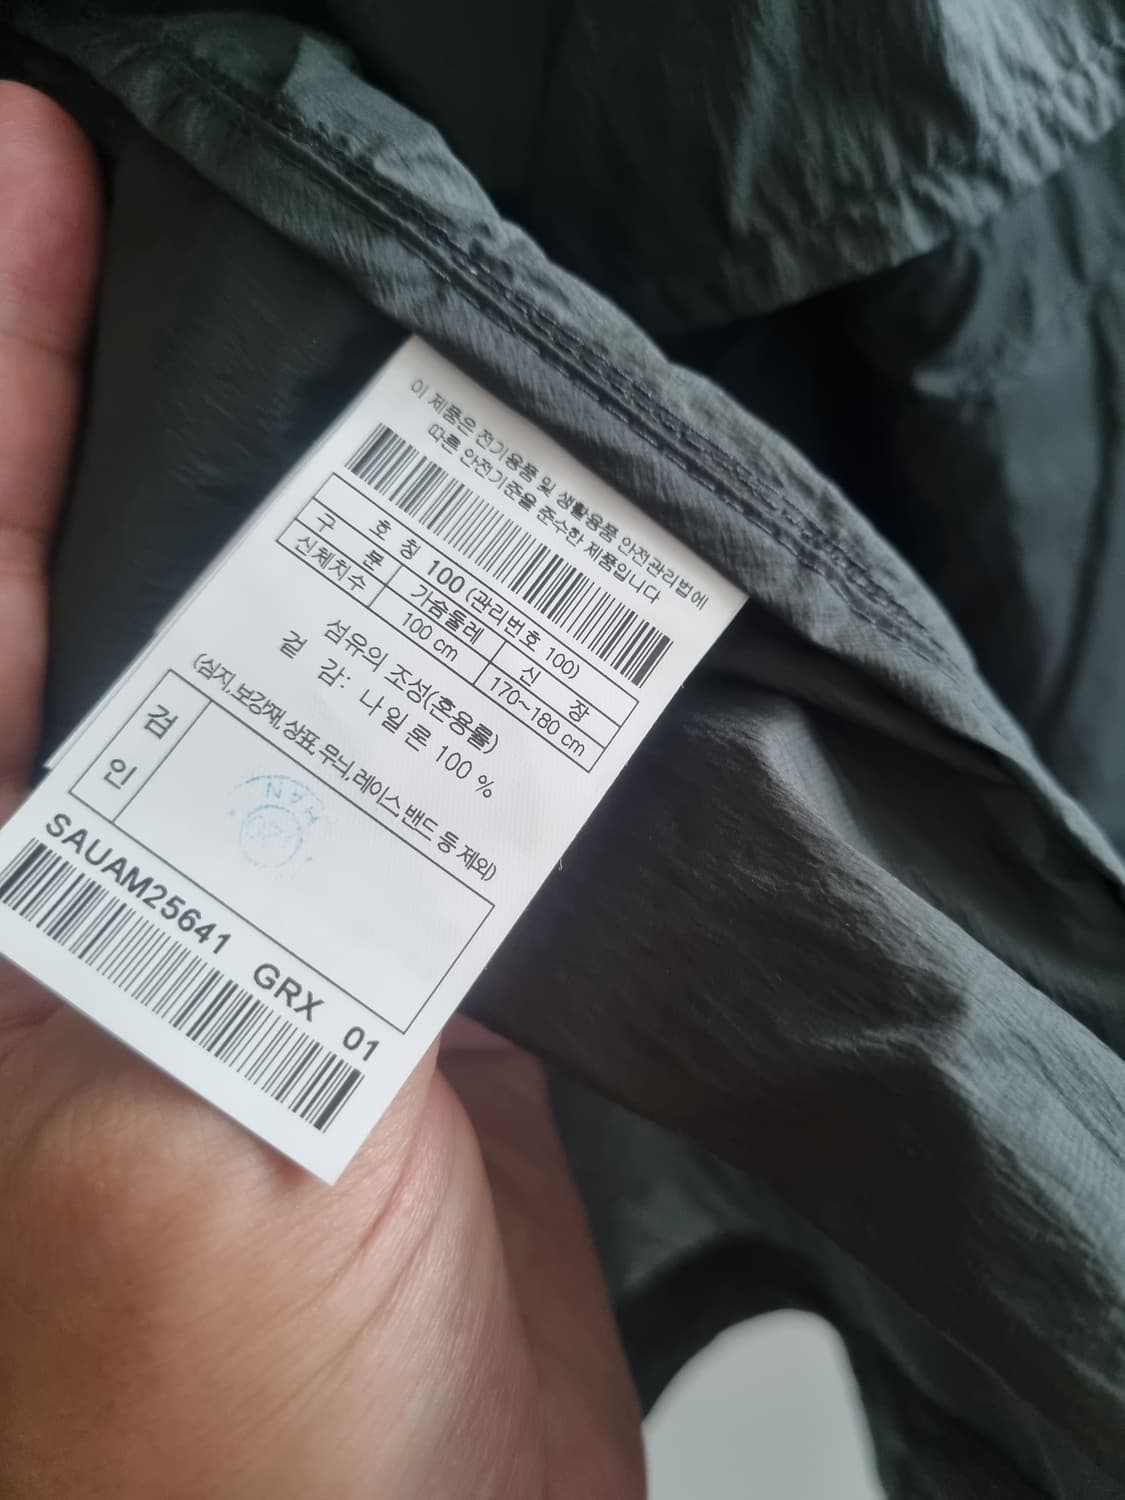 이 제품은 전기용품 및 생활용품 안전관리법에
따른 안전기준을 준수한 제품입니다
호 칭 100 (관리번호 100)
구 분 가슴둘레 신 장
신체치수 100 cm 170~180 cm
섬유의 조성(혼용률)
겉 감: 나 일 론 100 %
(심지, 보강재, 상표, 무늬, 레이스, 밴드 등 제외)
검
인
SAUAM25641 GRX 01